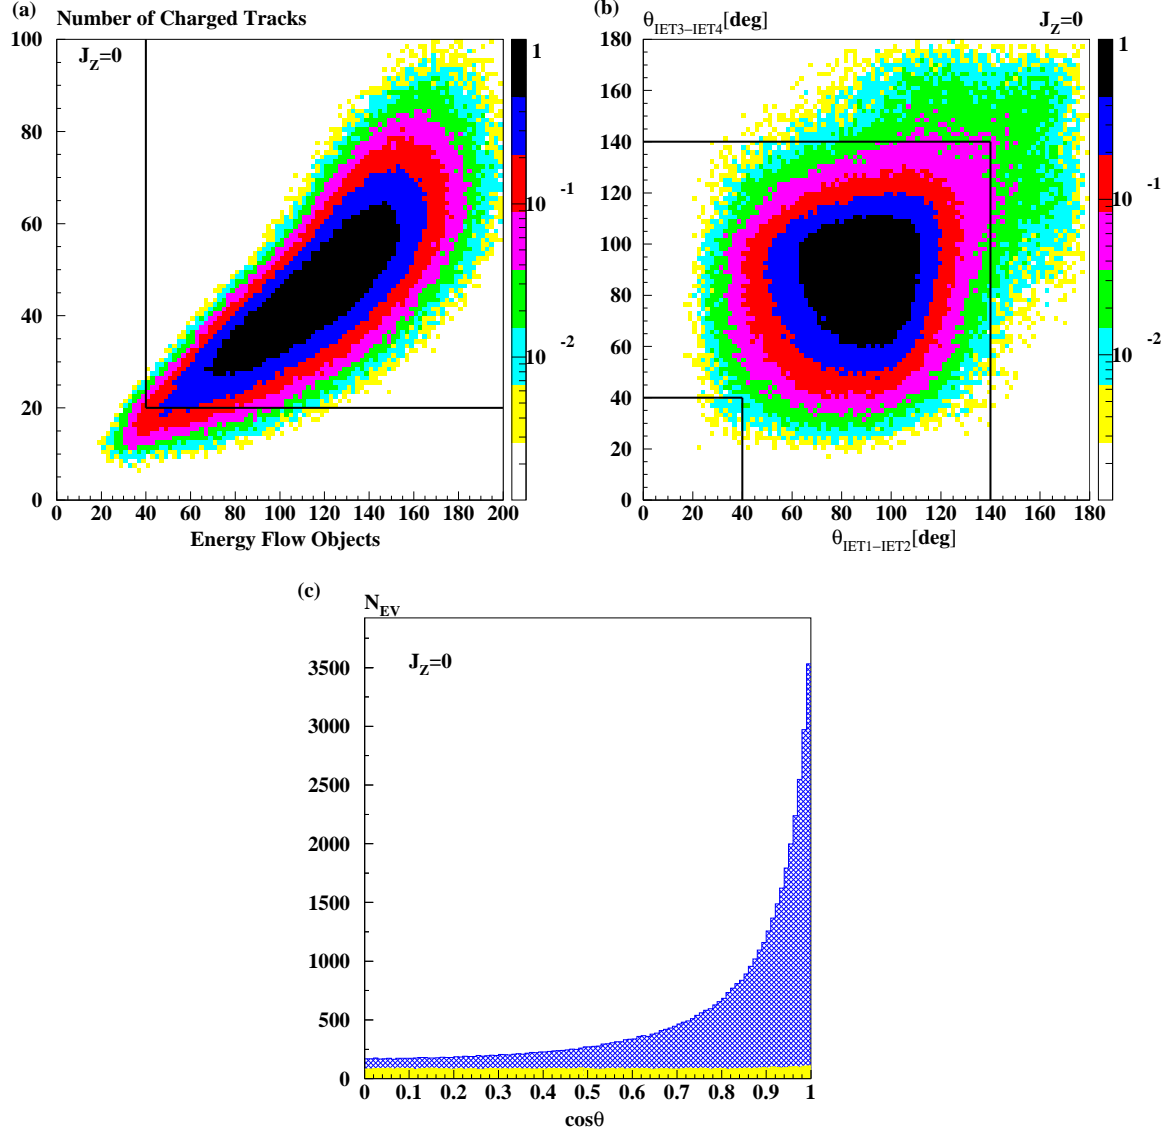 (a)
Number of Charged Tracks
J_Z=0
100
80
60
40
20
0
0 20 40 60 80 100 120 140 160 180 200
Energy Flow Objects
1
10^-1
10^-2
(b)
θ_IET3−IET4[deg]
J_Z=0
180
160
140
120
100
80
60
40
20
0
0 20 40 60 80 100 120 140 160 180
θ_IET1−IET2[deg]
1
10^-1
10^-2
(c)
N_EV
J_Z=0
3500
3000
2500
2000
1500
1000
500
0
0 0.1 0.2 0.3 0.4 0.5 0.6 0.7 0.8 0.9 1
cosθ